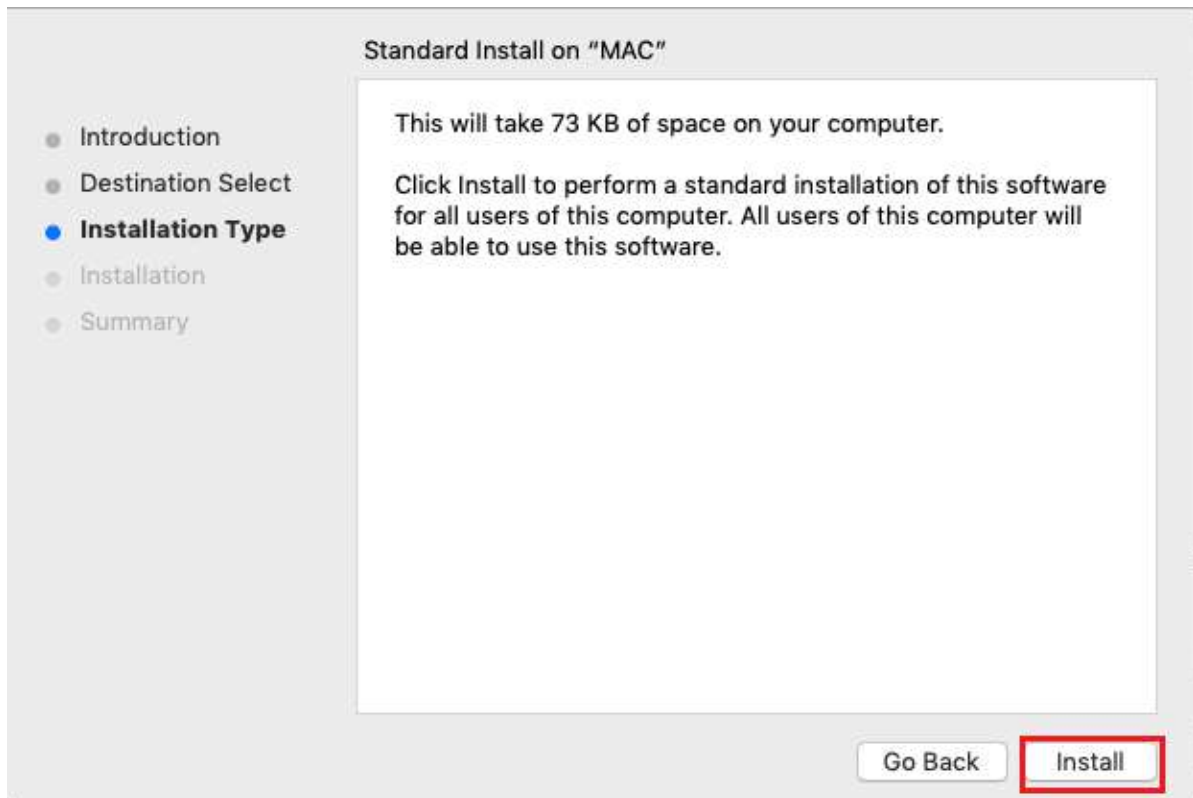 Standard Install on “MAC”
Introduction
Destination Select
Installation Type
Installation
Summary
This will take 73 KB of space on your computer.
Click Install to perform a standard installation of this software
for all users of this computer. All users of this computer will
be able to use this software.
Go Back
Install